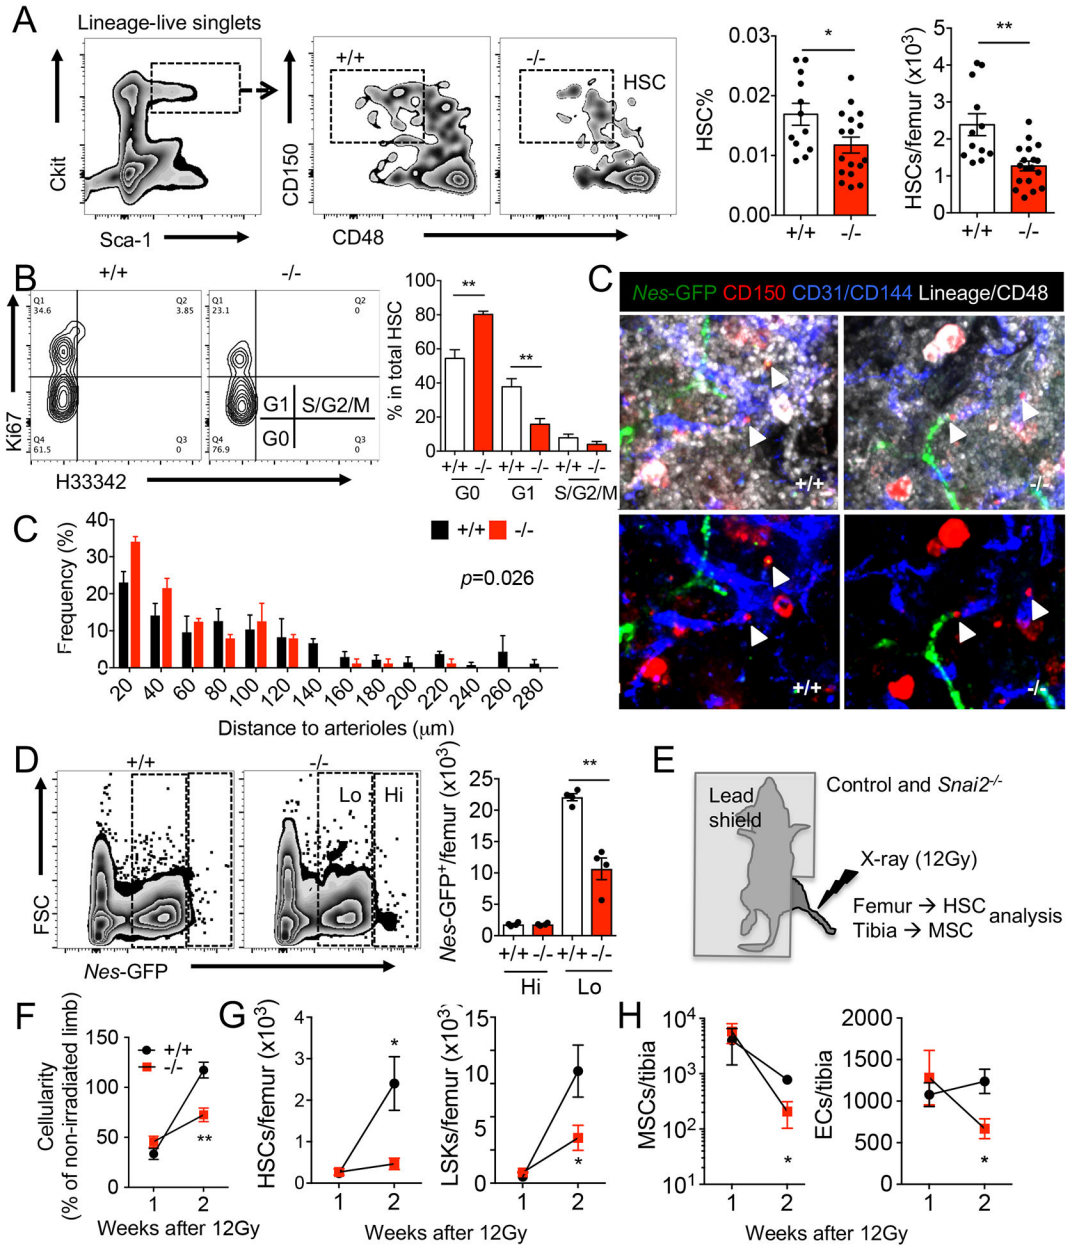 A
Lineage-live singlets
Ckit
Sca-1
CD150
+/+
-/-
HSC
CD48
HSC%
0.03
0.02
0.01
0.00
*
+/+ -/-
HSCs/femur (x10³)
5
4
3
2
1
0
**
+/+ -/-
B
+/+
-/-
Ki67
Q1
34.6
Q2
3.85
Q4
61.5
Q3
0
Q1
23.1
Q2
0
G1 S/G2/M
G0
Q4
76.9
Q3
0
H33342
% in total HSC
100
80
60
40
20
0
**
**
+/+ -/- +/+ -/- +/+ -/-
G0 G1 S/G2/M
C
Nes-GFP CD150 CD31/CD144 Lineage/CD48
+/+
-/-
+/+
-/-
C
Frequency (%)
40
30
20
10
0
+/+ -/-
p=0.026
20 40 60 80 100 120 140 160 180 200 220 240 260 280
Distance to arterioles (μm)
D
+/+
-/-
Lo Hi
FSC
Nes-GFP
Nes-GFP⁺/femur (x10³)
25
20
15
10
5
0
**
+/+ -/- +/+ -/-
Hi Lo
E
Lead
shield
Control and Snai2-/-
X-ray (12Gy)
Femur → HSC
Tibia → MSC
analysis
F
Cellularity
(% of non-irradiated limb)
150
100
50
0
+/+
-/-
**
1 2
Weeks after 12Gy
G
HSCs/femur (x10³)
4
3
2
1
0
*
1 2
LSKs/femur (x10³)
15
10
5
0
*
1 2
Weeks after 12Gy
H
MSCs/tibia
10⁴
10³
10²
10¹
*
1 2
ECs/tibia
2000
1500
1000
500
0
*
1 2
Weeks after 12Gy